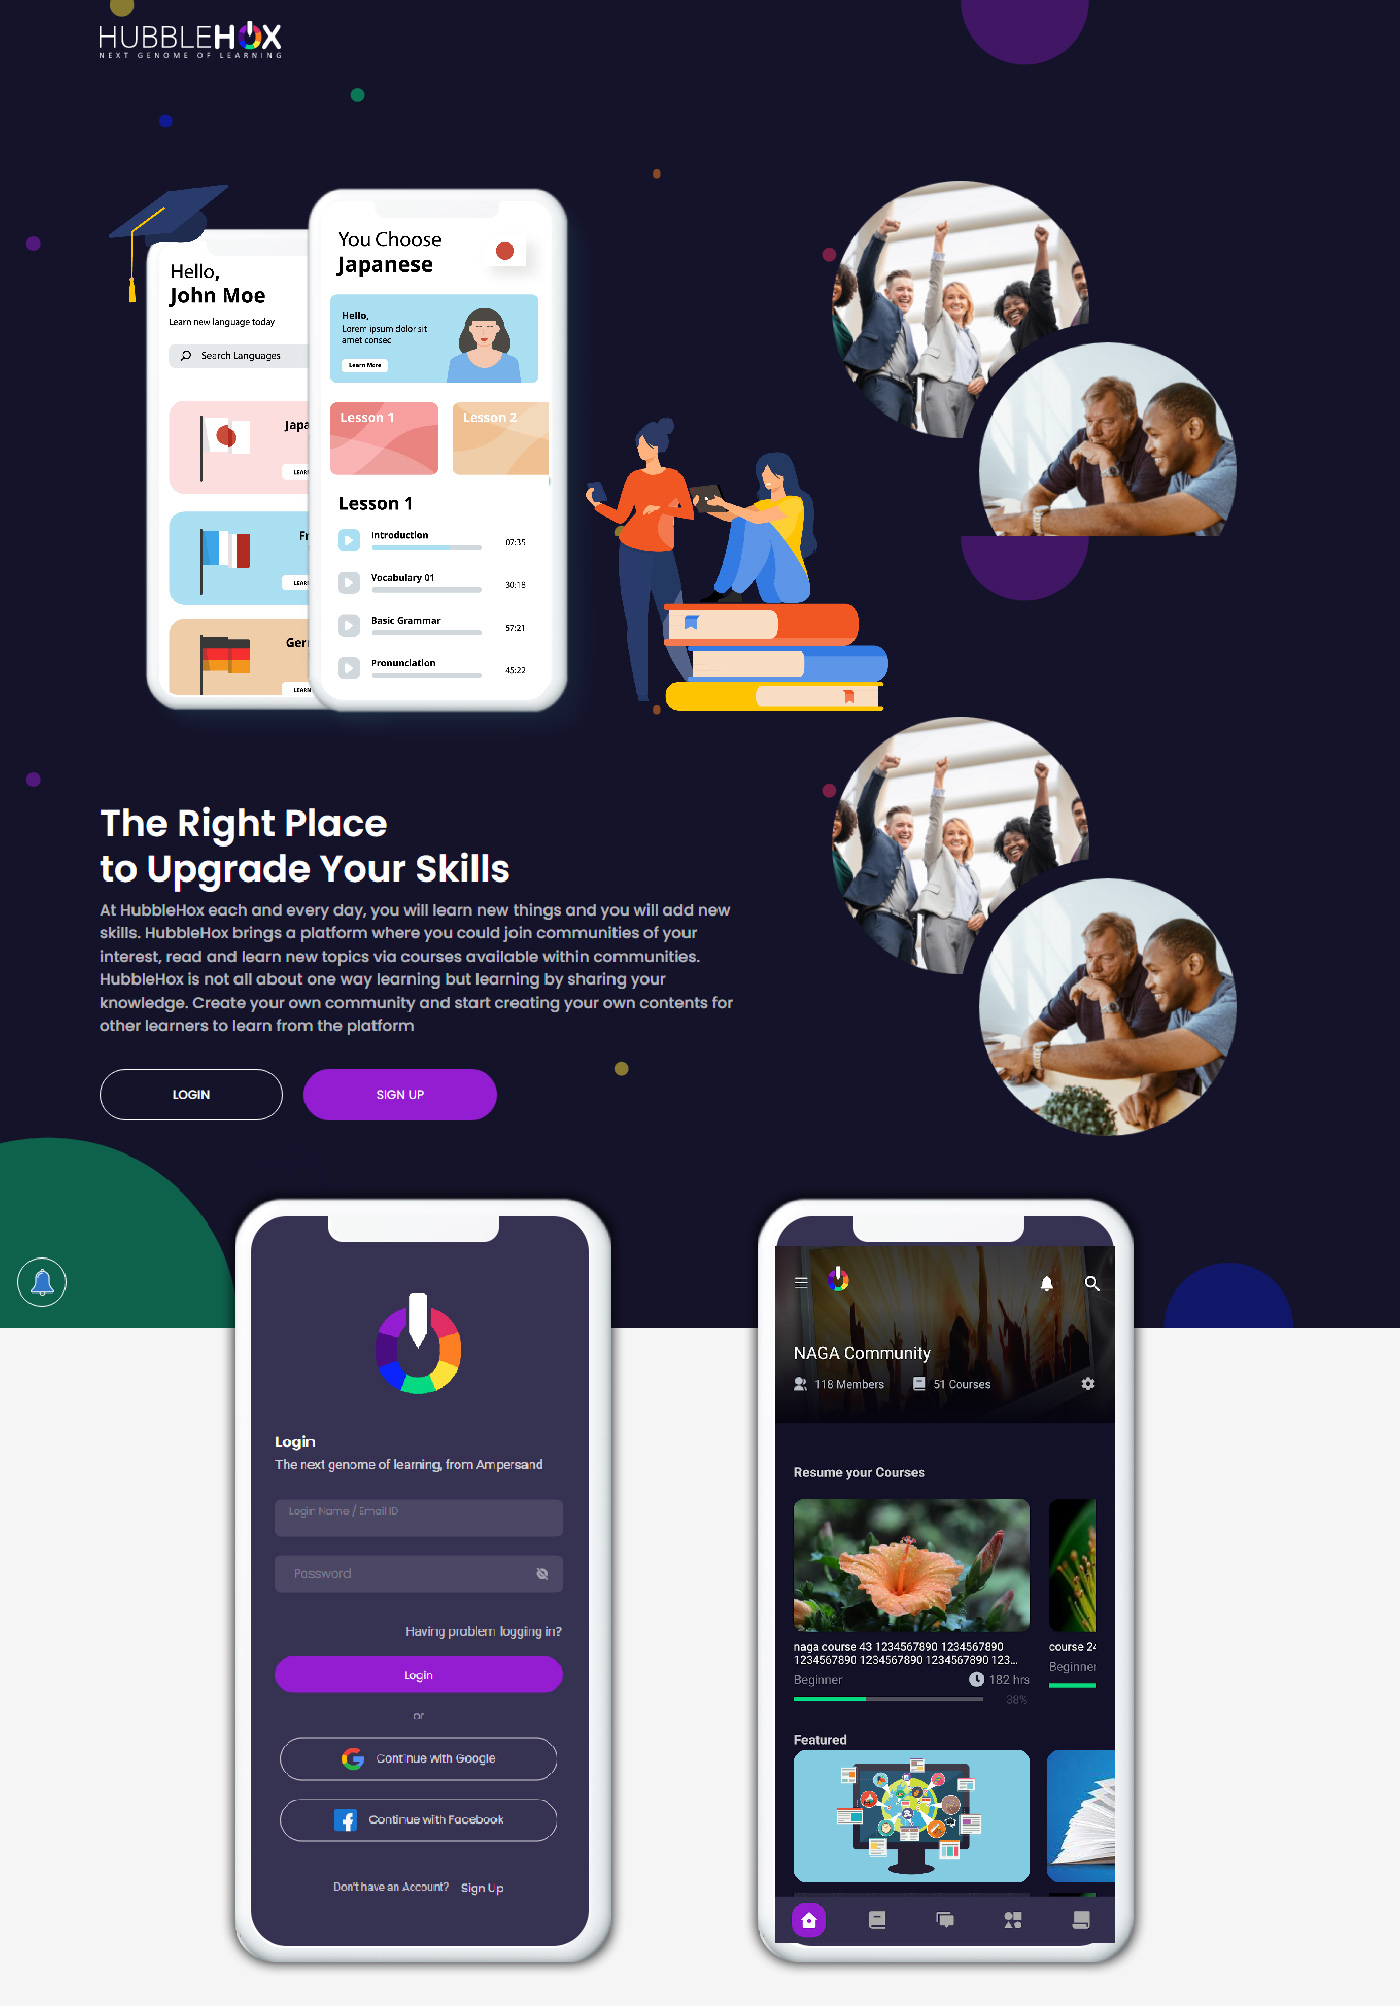 HUBBLEHOX
NEXT GENOME OF LEARNING
Hello,
John Moe
Learn new language today
Search Languages
Japa
LEARN
Fr
LEARN
Ger
LEARN
You Choose
Japanese
Hello,
Lorem ipsum dolor sit
amet consec
Learn More
Lesson 1
Lesson 2
Lesson 1
Introduction
07:35
Vocabulary 01
30:18
Basic Grammar
57:21
Pronunciation
45:22
The Right Place
to Upgrade Your Skills
At HubbleHox each and every day, you will learn new things and you will add new
skills. HubbleHox brings a platform where you could join communities of your
interest, read and learn new topics via courses available within communities.
HubbleHox is not all about one way learning but learning by sharing your
knowledge. Create your own community and start creating your own contents for
other learners to learn from the platform
LOGIN
SIGN UP
Login
The next genome of learning, from Ampersand
Login Name / Email ID
Password
Having problem logging in?
Login
or
Continue with Google
Continue with Facebook
Don't have an Account? Sign Up
NAGA Community
118 Members
51 Courses
Resume your Courses
naga course 43 1234567890 1234567890
1234567890 1234567890 1234567890 123...
Beginner
182 hrs
38%
course 24
Beginner
Featured